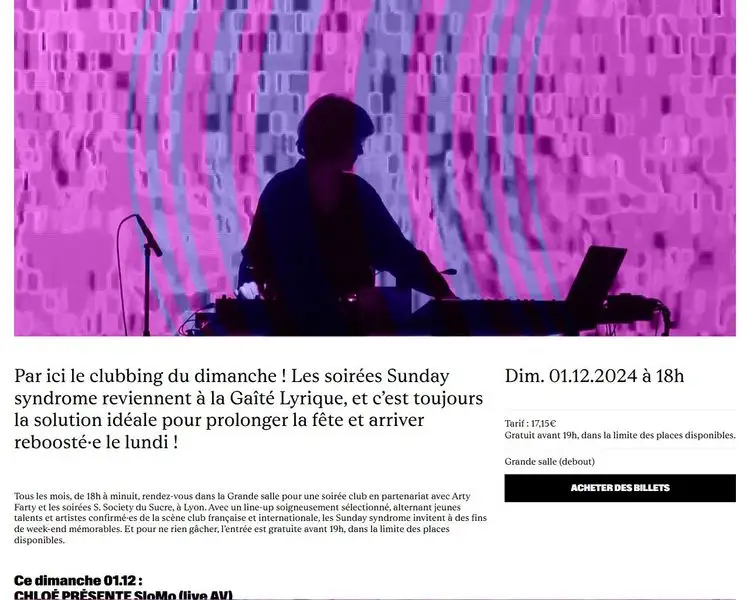 Par ici le clubbing du dimanche ! Les soirées Sunday
syndrome reviennent à la Gaîté Lyrique, et c’est toujours
la solution idéale pour prolonger la fête et arriver
reboosté·e le lundi !
Dim. 01.12.2024 à 18h
Tarif : 17,15€
Gratuit avant 19h, dans la limite des places disponibles.
Grande salle (debout)
ACHETER DES BILLETS
Tous les mois, de 18h à minuit, rendez-vous dans la Grande salle pour une soirée club en partenariat avec Arty
Farty et les soirées S. Society du Sucre, à Lyon. Avec un line-up soigneusement sélectionné, alternant jeunes
talents et artistes confirmé·es de la scène club française et internationale, les Sunday syndrome invitent à des fins
de week-end mémorables. Et pour ne rien gâcher, l’entrée est gratuite avant 19h, dans la limite des places
disponibles.
Ce dimanche 01.12 :
CHLOÉ PRÉSENTE SloMo (live AV)